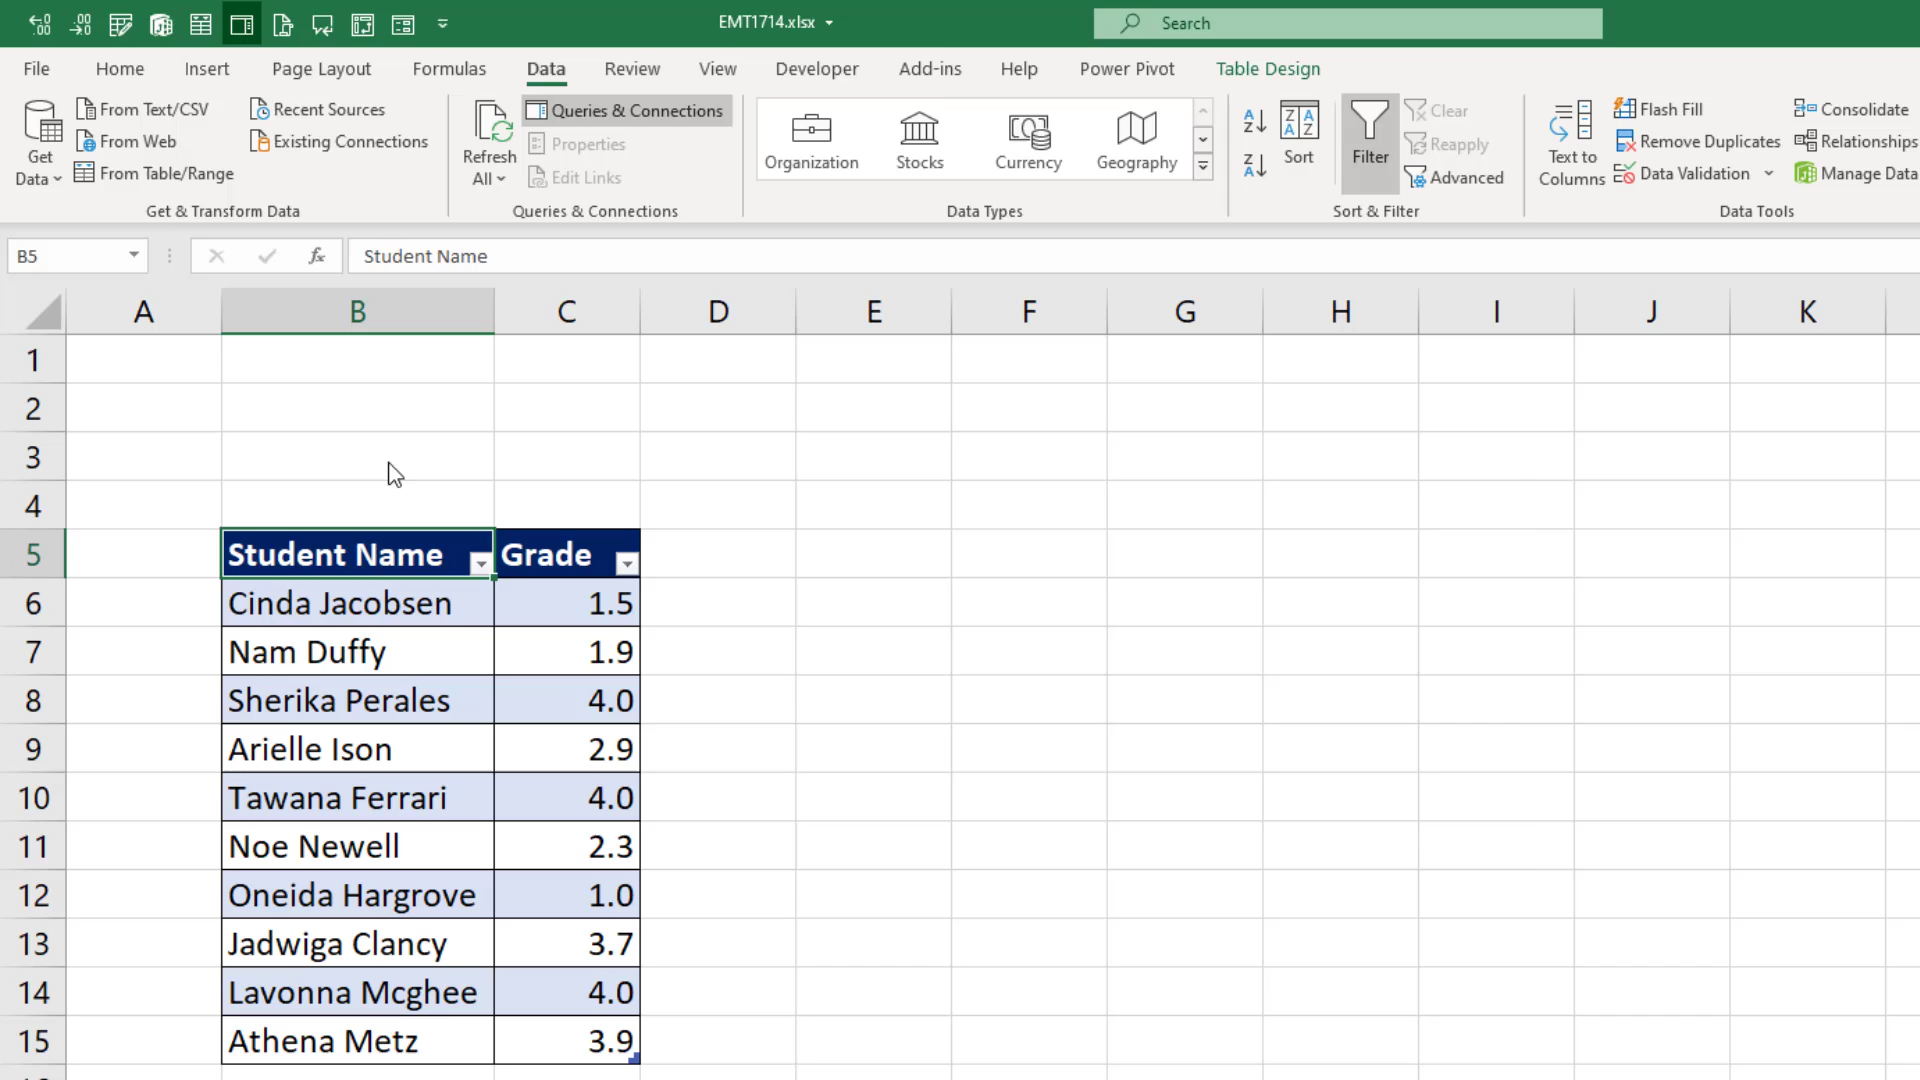 EMT1714.xlsx
Search
File Home Insert Page Layout Formulas Data Review View Developer Add-ins Help Power Pivot Table Design
Get Data
From Text/CSV
From Web
From Table/Range
Recent Sources
Existing Connections
Get & Transform Data
Refresh All
Queries & Connections
Properties
Edit Links
Queries & Connections
Organization Stocks Currency Geography
Data Types
Sort
Filter
Clear
Reapply
Advanced
Sort & Filter
Text to Columns
Flash Fill
Remove Duplicates
Data Validation
Consolidate
Relationships
Manage Data
Data Tools
B5 fx Student Name
A B C D E F G H I J K
1
2
3
4
5 Student Name Grade
6 Cinda Jacobsen 1.5
7 Nam Duffy 1.9
8 Sherika Perales 4.0
9 Arielle Ison 2.9
10 Tawana Ferrari 4.0
11 Noe Newell 2.3
12 Oneida Hargrove 1.0
13 Jadwiga Clancy 3.7
14 Lavonna Mcghee 4.0
15 Athena Metz 3.9